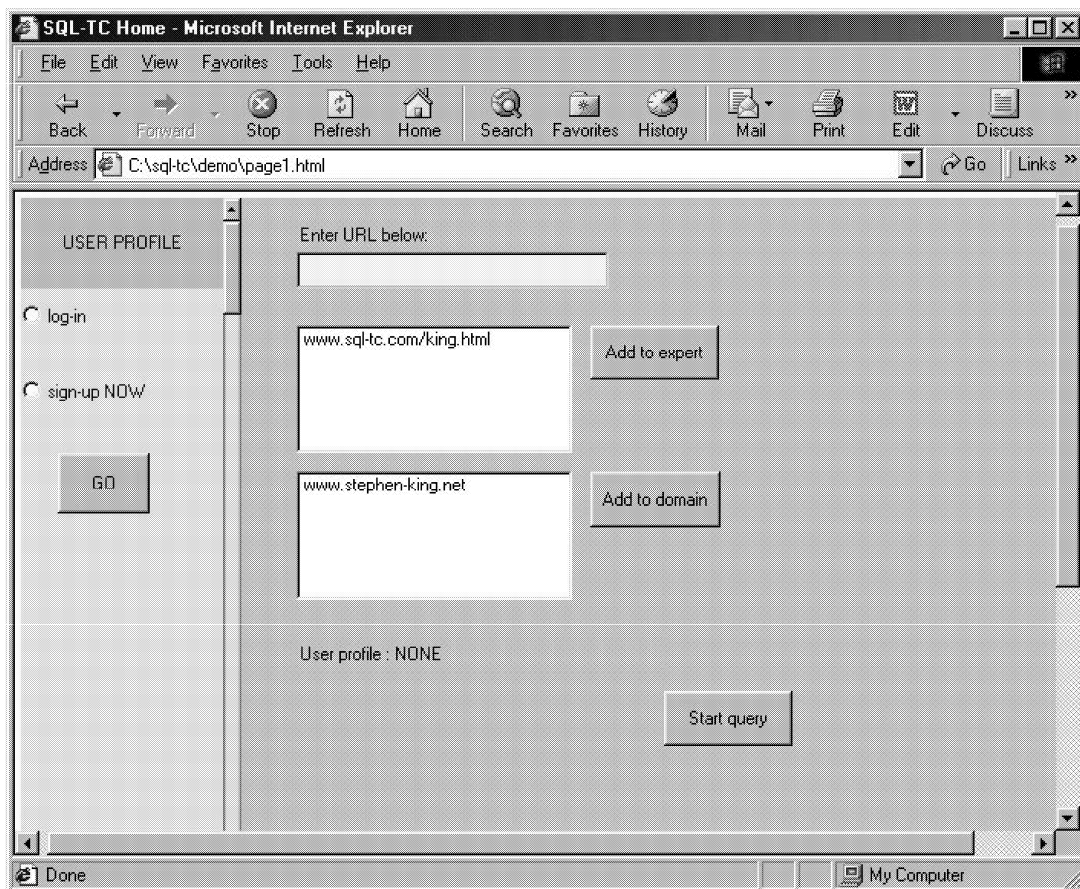 SQL-TC Home - Microsoft Internet Explorer
File Edit View Favorites Tools Help
Back Forward Stop Refresh Home Search Favorites History Mail Print Edit Discuss »
Address C:\sql-tc\demo\page1.html Go Links »
USER PROFILE
log-in
sign-up NOW
GO
Enter URL below:
www.sql-tc.com/king.html
Add to expert
www.stephen-king.net
Add to domain
User profile : NONE
Start query
Done My Computer